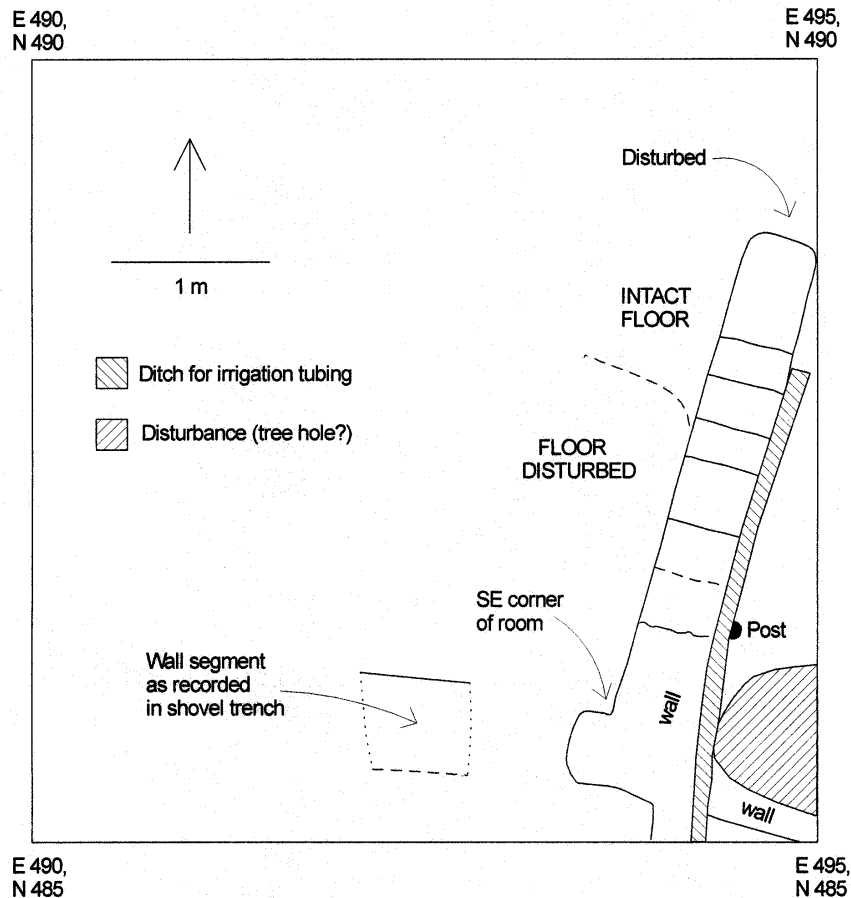 E 490,
N 490
E 495,
N 490
Disturbed
1 m
INTACT
FLOOR
Ditch for irrigation tubing
Disturbance (tree hole?)
FLOOR
DISTURBED
SE corner
of room
Post
Wall segment
as recorded
in shovel trench
wall
wall
E 490,
N 485
E 495,
N 485